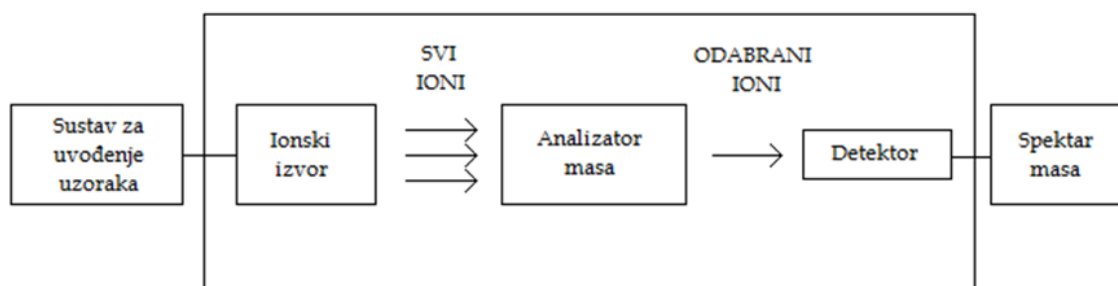 SVI
IONI
ODABRANI
IONI
Sustav za
uvođenje
uzoraka
Ionski
izvor
Analizator
masa
Detektor
Spektar
masa